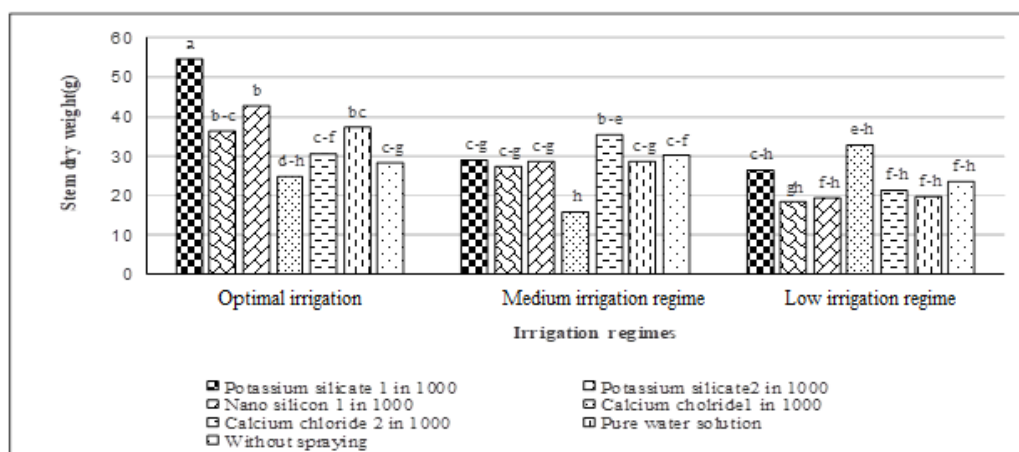 60
50
40
30
20
10
0
Stem dry weight(g)
a
b-c
b
d-h
c-f
bc
c-g
c-g
c-g
c-g
h
b-e
c-g
c-f
c-h
gh
f-h
e-h
f-h
f-h
f-h
Optimal irrigation
Medium irrigation regime
Low irrigation regime
Irrigation regimes
Potassium silicate 1 in 1000
Potassium silicate2 in 1000
Nano silicon 1 in 1000
Calcium cholride1 in 1000
Calcium chloride 2 in 1000
Pure water solution
Without spraying